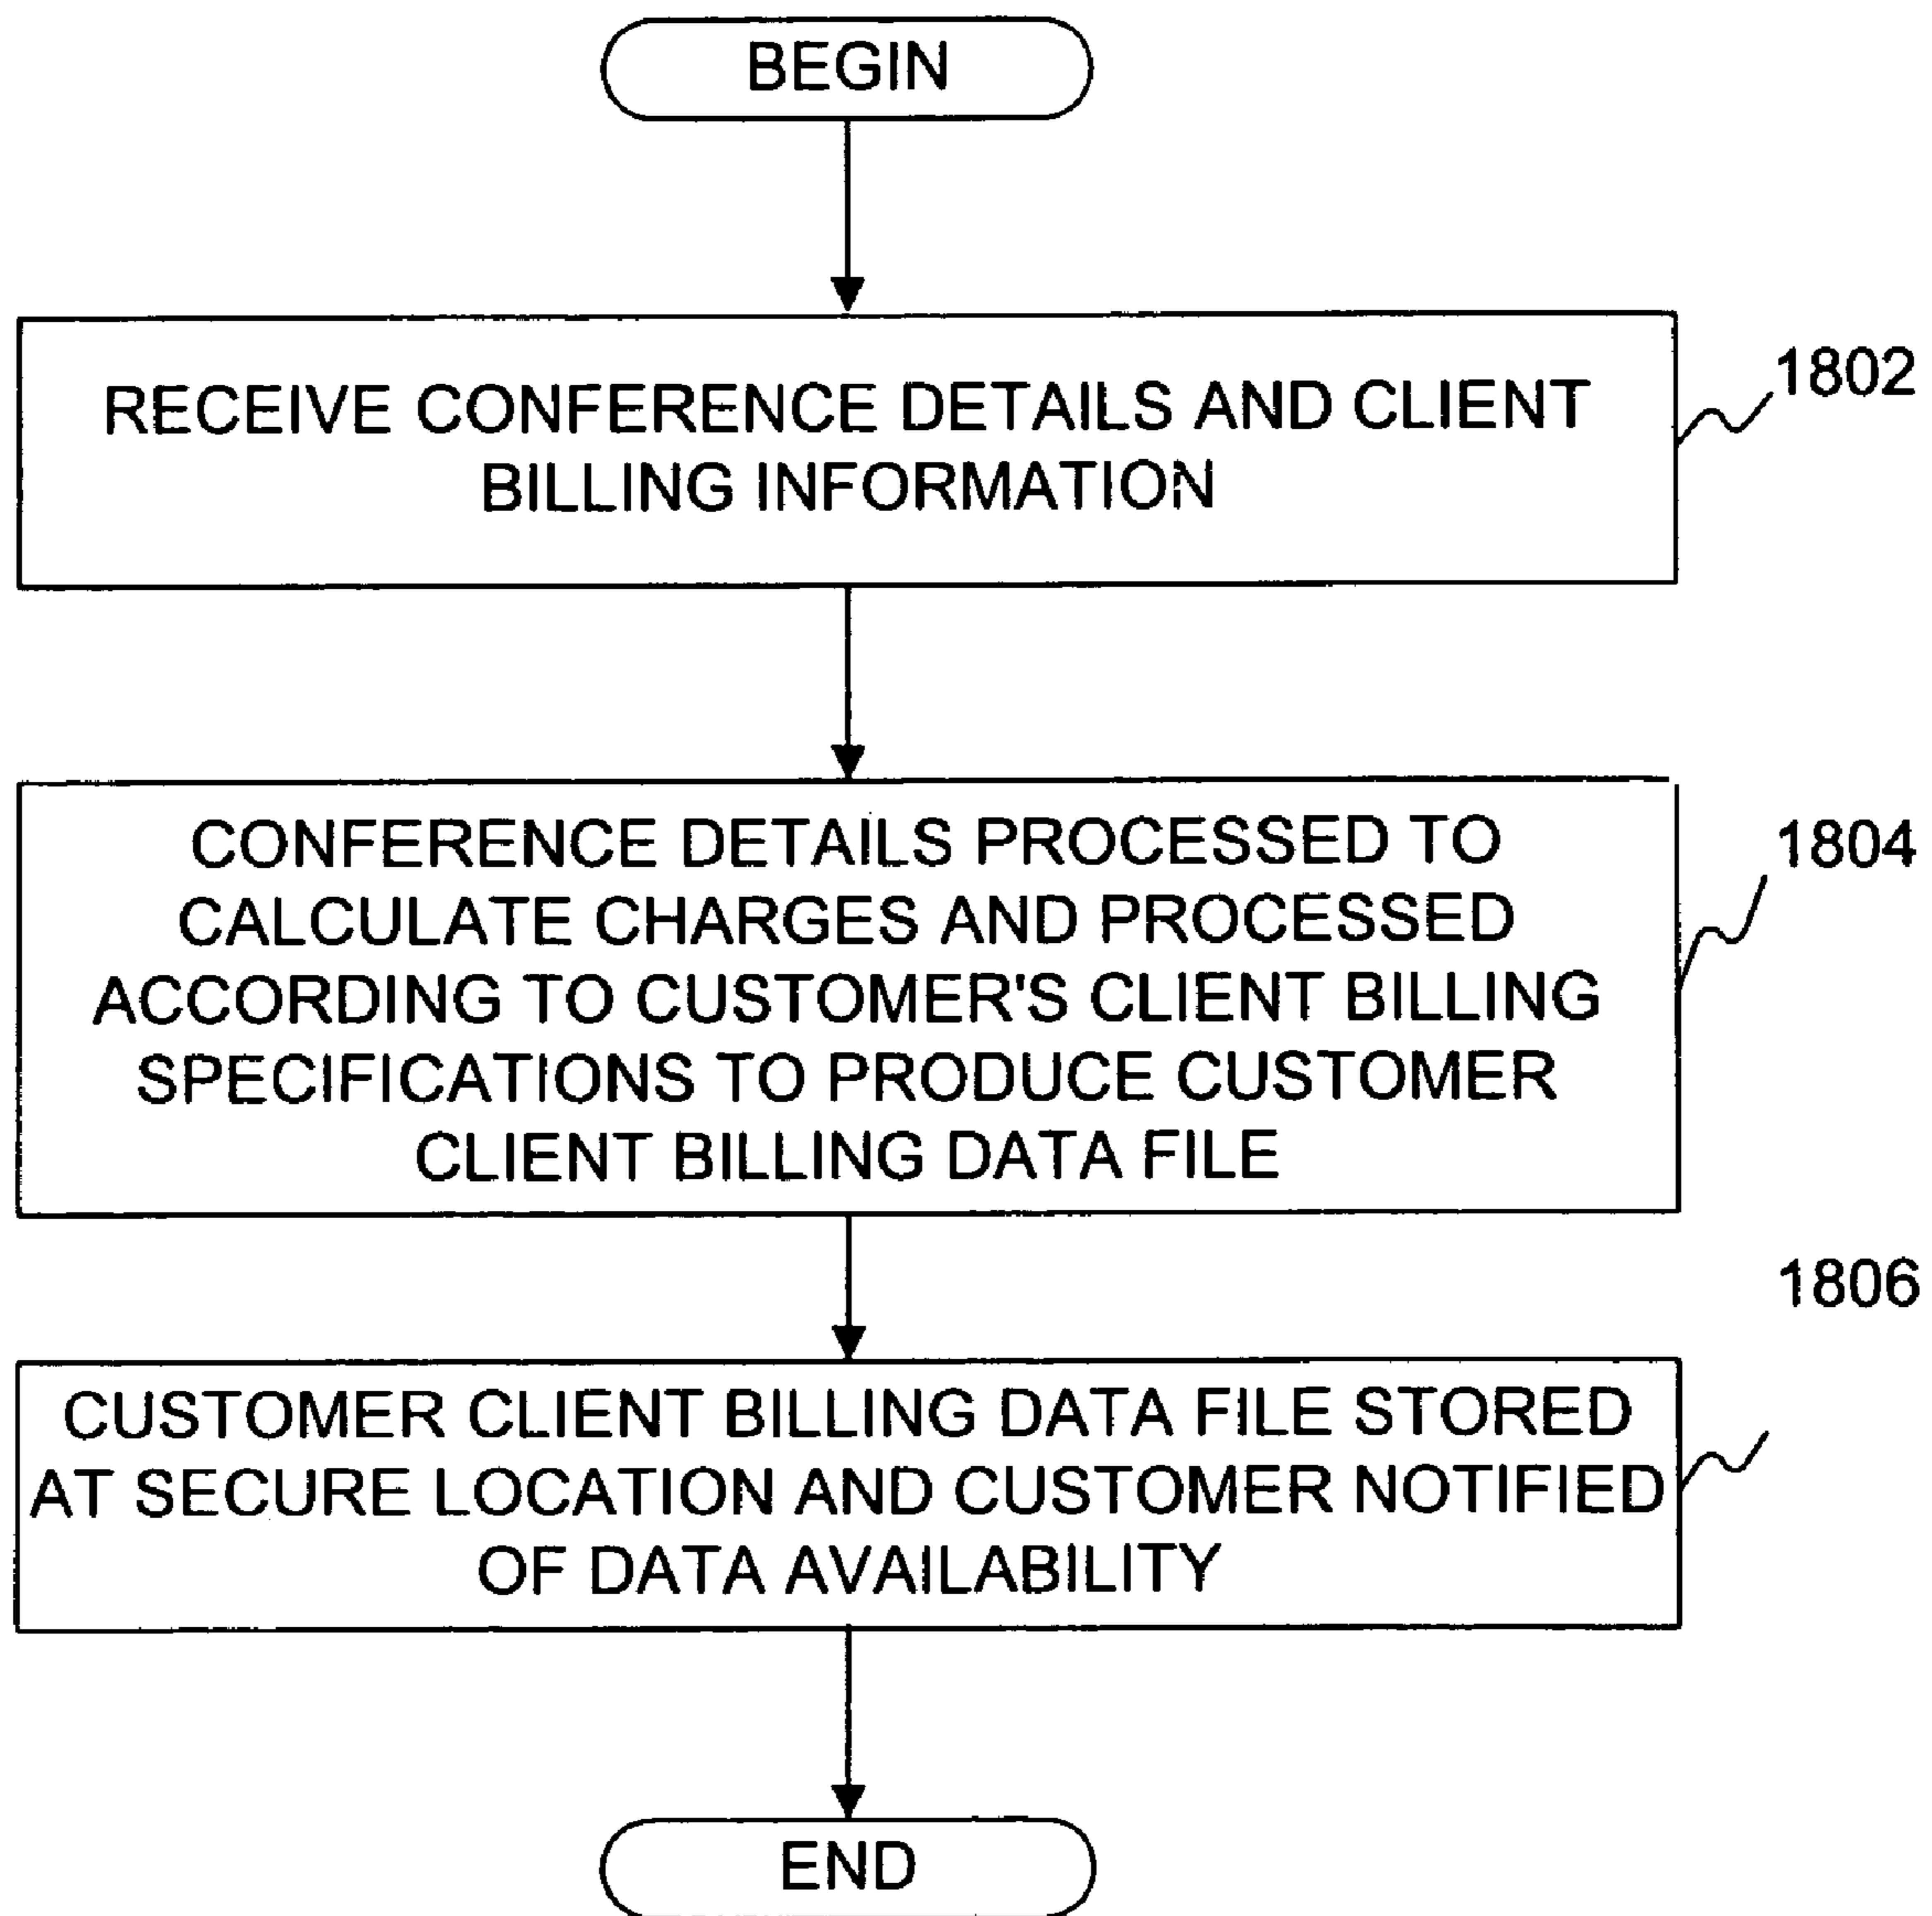 BEGIN
RECEIVE CONFERENCE DETAILS AND CLIENT
BILLING INFORMATION
1802
CONFERENCE DETAILS PROCESSED TO
CALCULATE CHARGES AND PROCESSED
ACCORDING TO CUSTOMER'S CLIENT BILLING
SPECIFICATIONS TO PRODUCE CUSTOMER
CLIENT BILLING DATA FILE
1804
1806
CUSTOMER CLIENT BILLING DATA FILE STORED
AT SECURE LOCATION AND CUSTOMER NOTIFIED
OF DATA AVAILABILITY
END